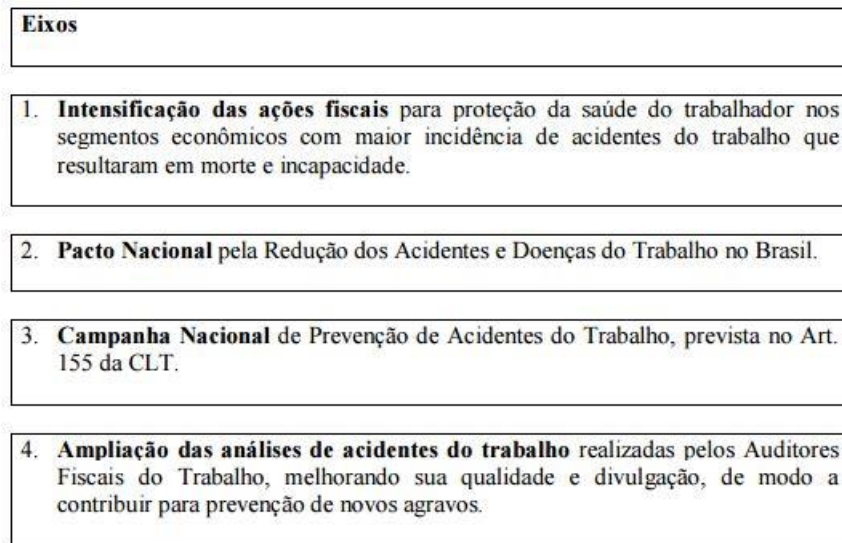 Eixos
1. Intensificação das ações fiscais para proteção da saúde do trabalhador nos
segmentos econômicos com maior incidência de acidentes do trabalho que
resultaram em morte e incapacidade.
2. Pacto Nacional pela Redução dos Acidentes e Doenças do Trabalho no Brasil.
3. Campanha Nacional de Prevenção de Acidentes do Trabalho, prevista no Art.
155 da CLT.
4. Ampliação das análises de acidentes do trabalho realizadas pelos Auditores
Fiscais do Trabalho, melhorando sua qualidade e divulgação, de modo a
contribuir para prevenção de novos agravos.